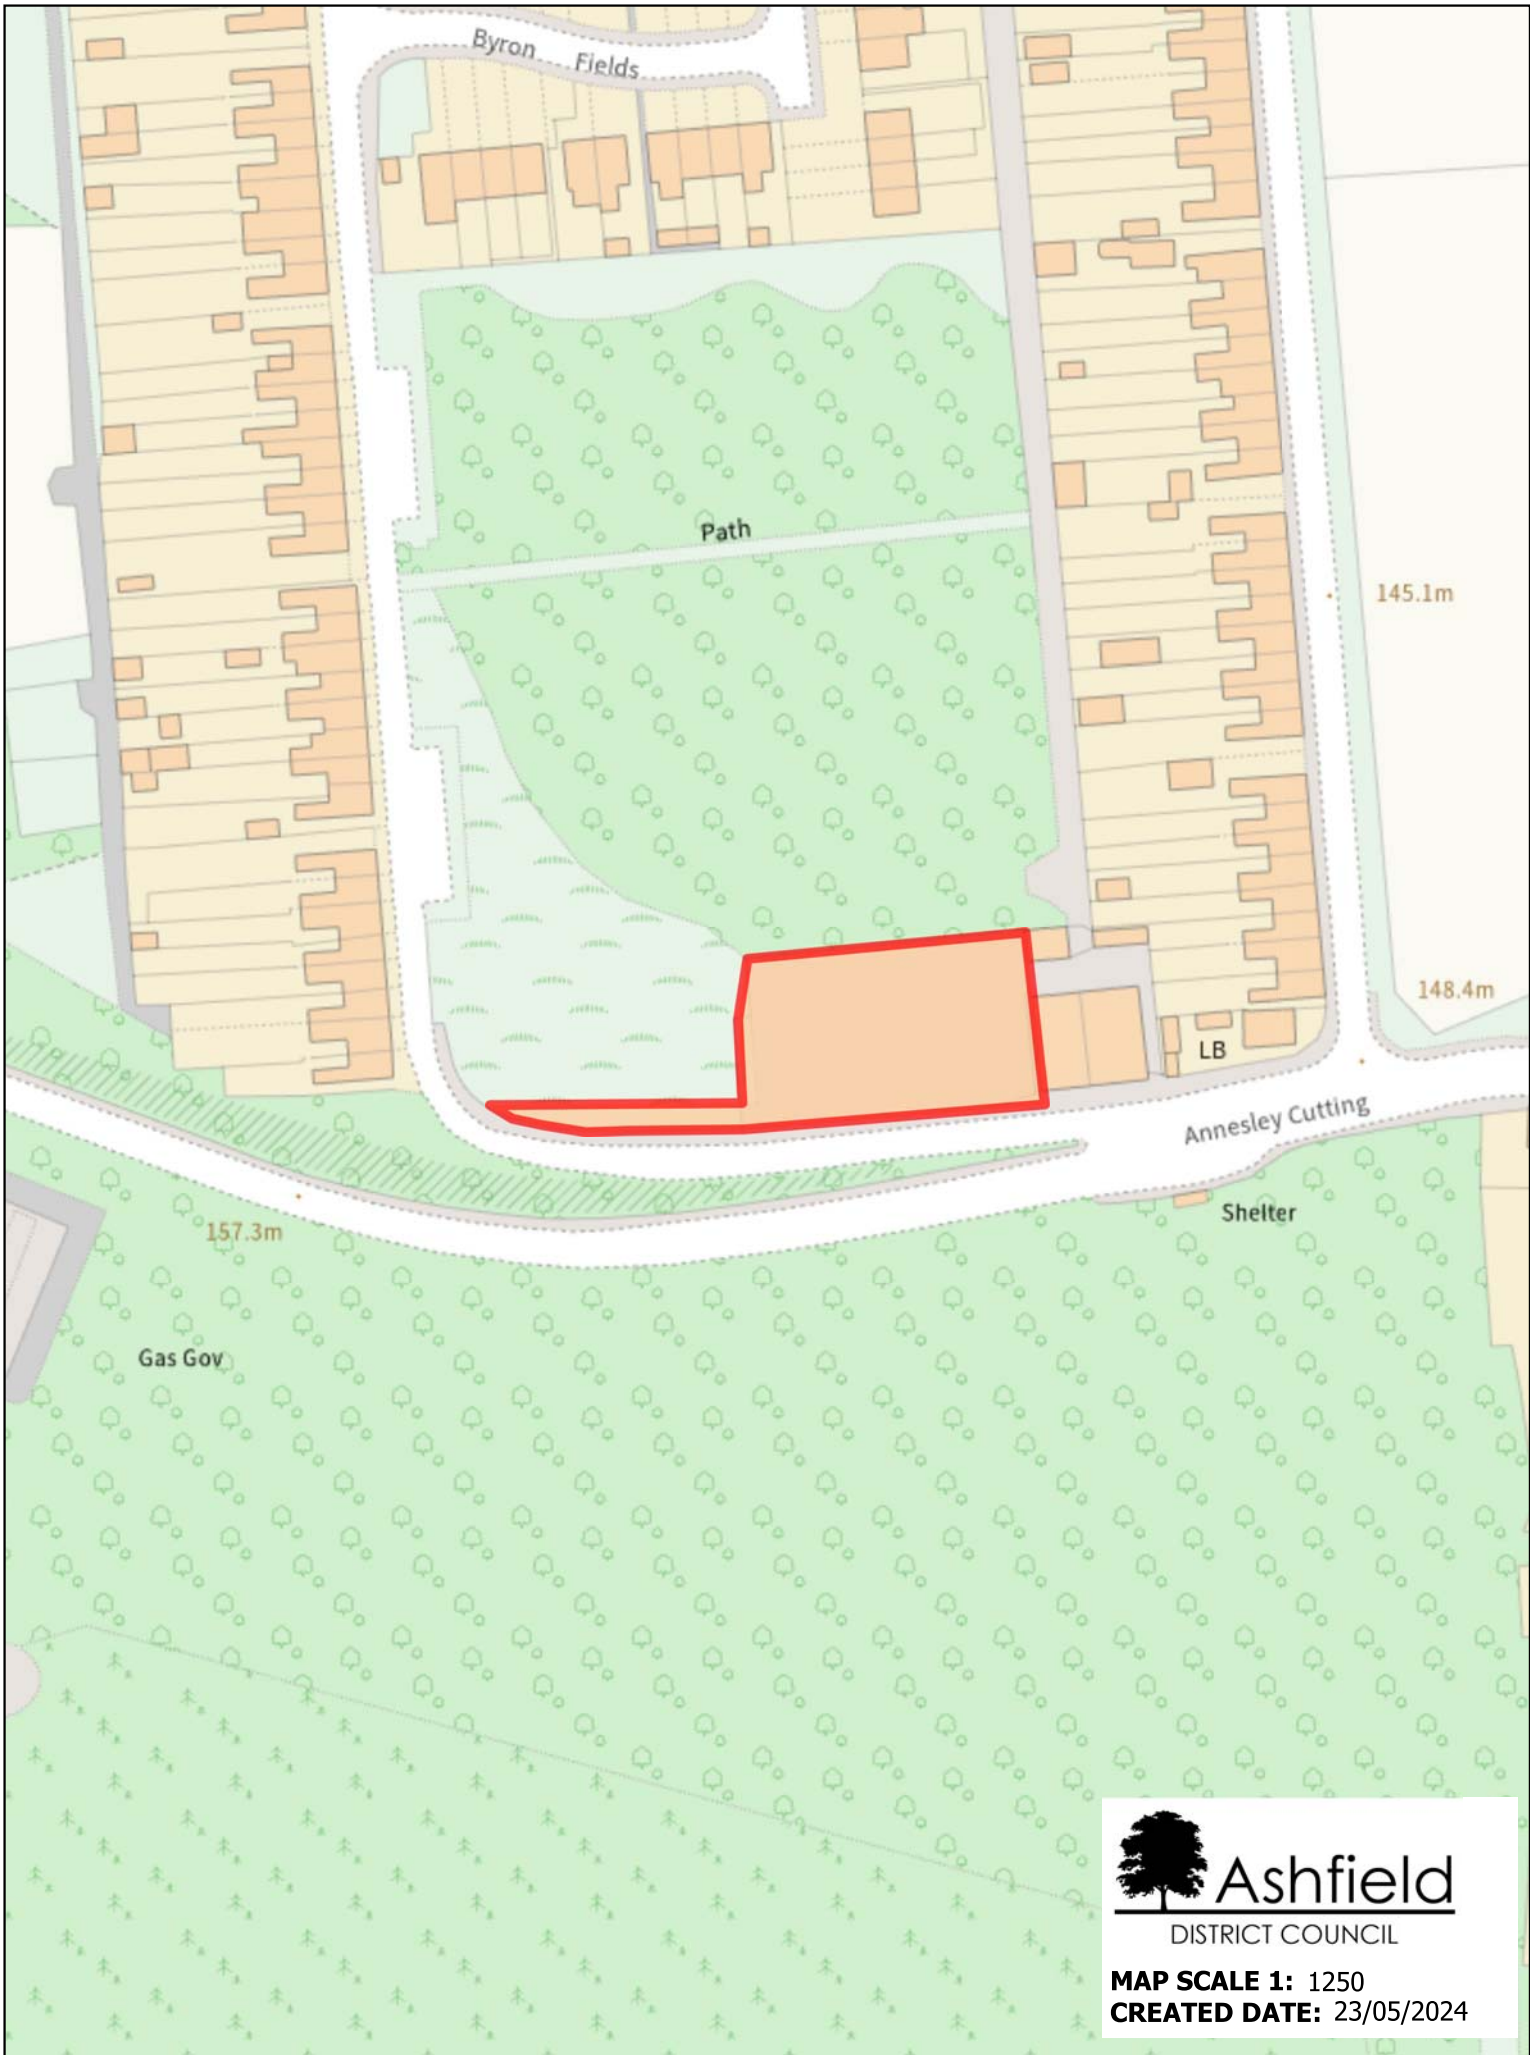 Byron Fields
Path
145.1m
148.4m
LB
Annesley Cutting
Shelter
157.3m
Gas Gov
Ashfield
DISTRICT COUNCIL
MAP SCALE 1: 1250
CREATED DATE: 23/05/2024